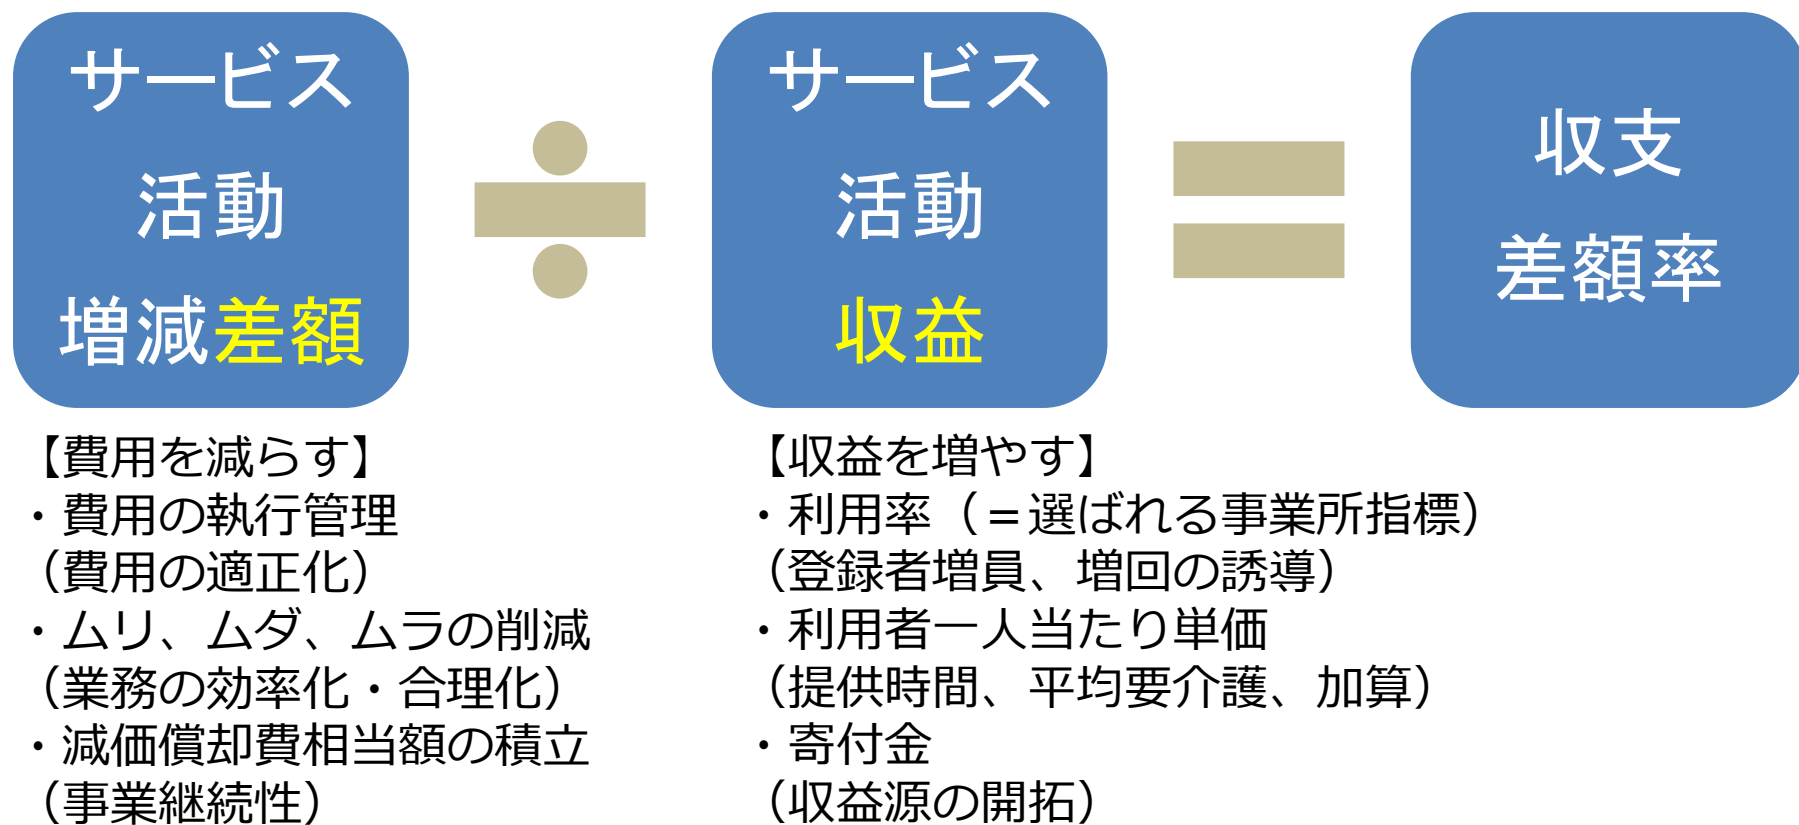 サービス
活動
増減差額
÷
サービス
活動
収益
=
収支
差額率
【費用を減らす】
・費用の執行管理
（費用の適正化）
・ムリ、ムダ、ムラの削減
（業務の効率化・合理化）
・減価償却費相当額の積立
（事業継続性）
【収益を増やす】
・利用率（＝選ばれる事業所指標）
（登録者増員、増回の誘導）
・利用者一人当たり単価
（提供時間、平均要介護、加算）
・寄付金
（収益源の開拓）